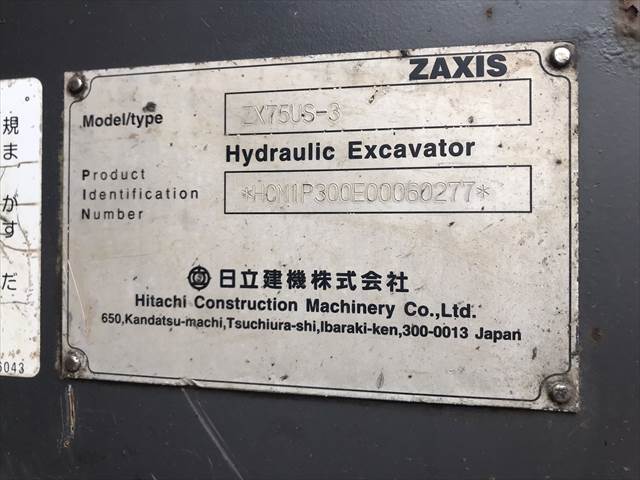 ZAXIS
Model/type ZX75US-3
Hydraulic Excavator
Product
Identification
Number
*HCM1P300E00060277*
日立建機株式会社
Hitachi Construction Machinery Co.,Ltd.
650,Kandatsu-machi,Tsuchiura-shi,Ibaraki-ken,300-0013 Japan
規
ま
がす
だ
6043